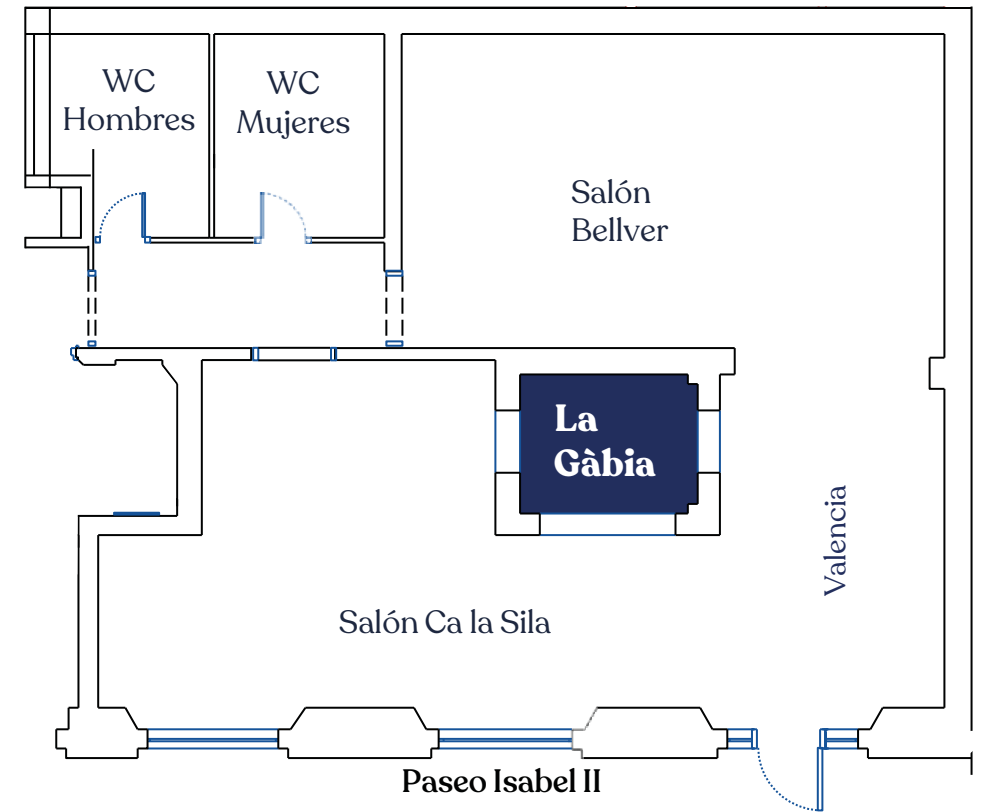 WC
Hombres
WC
Mujeres
Salón
Bellver
La
Gàbia
Valencia
Salón Ca la Sila
Paseo Isabel II